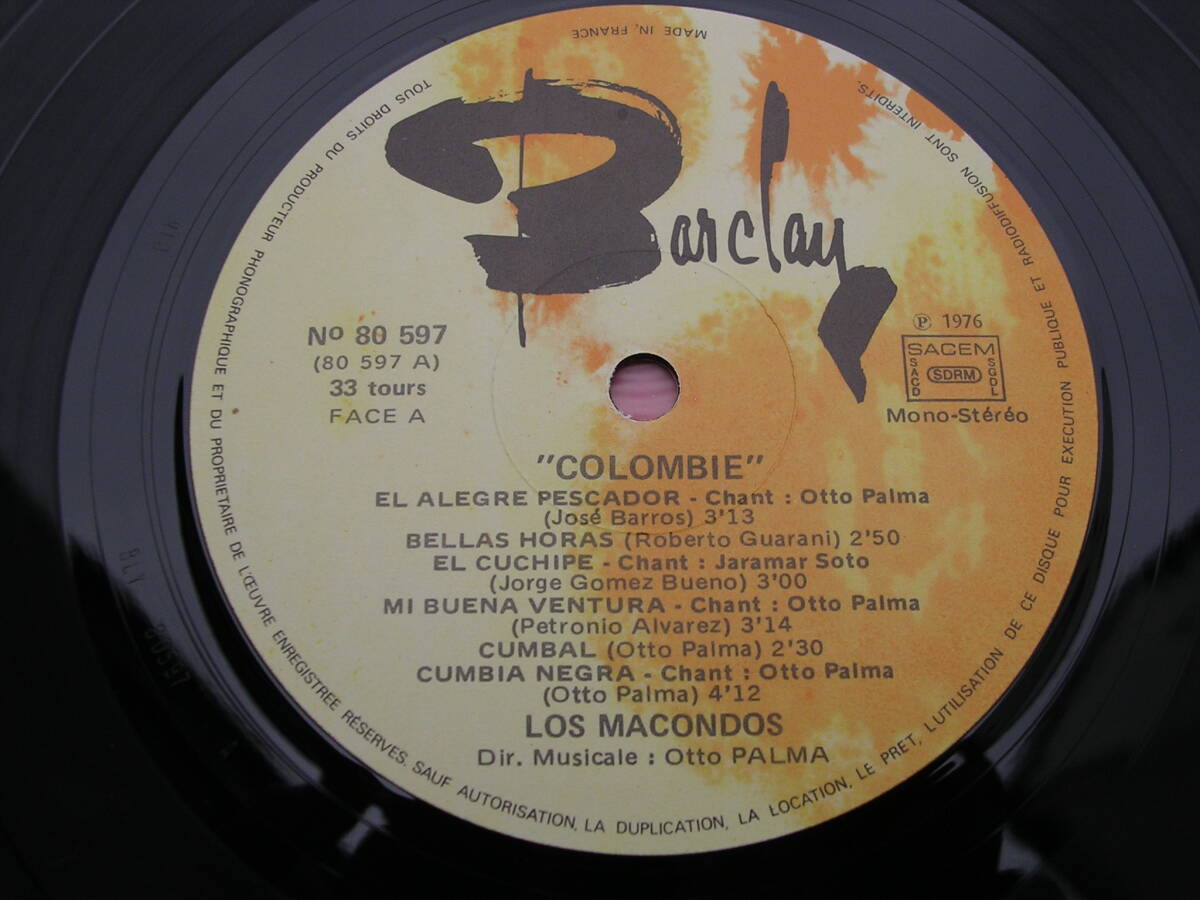 MADE IN FRANCE
Barclay
TOUS DROITS DU PRODUCTEUR PHONOGRAPHIQUE ET DU PROPRIETAIRE DE L'ŒUVRE ENREGISTREE RÉSERVES. SAUF AUTORISATION, LA DUPLICATION, LA LOCATION, LE PRET, L'UTILISATION DE CE DISQUE POUR EXECUTION PUBLIQUE ET RADIODIFFUSION SONT INTERDITS.
No 80 597
(80 597 A)
33 tours
FACE A
℗ 1976
SACEM
SACD SDRM SGDL
Mono-Stéréo
"COLOMBIE"
EL ALEGRE PESCADOR - Chant : Otto Palma
(José Barros) 3'13
BELLAS HORAS (Roberto Guarani) 2'50
EL CUCHIPE - Chant : Jaramar Soto
(Jorge Gomez Bueno) 3'00
MI BUENA VENTURA - Chant : Otto Palma
(Petronio Alvarez) 3'14
CUMBAL (Otto Palma) 2'30
CUMBIA NEGRA - Chant : Otto Palma
(Otto Palma) 4'12
LOS MACONDOS
Dir. Musicale : Otto PALMA